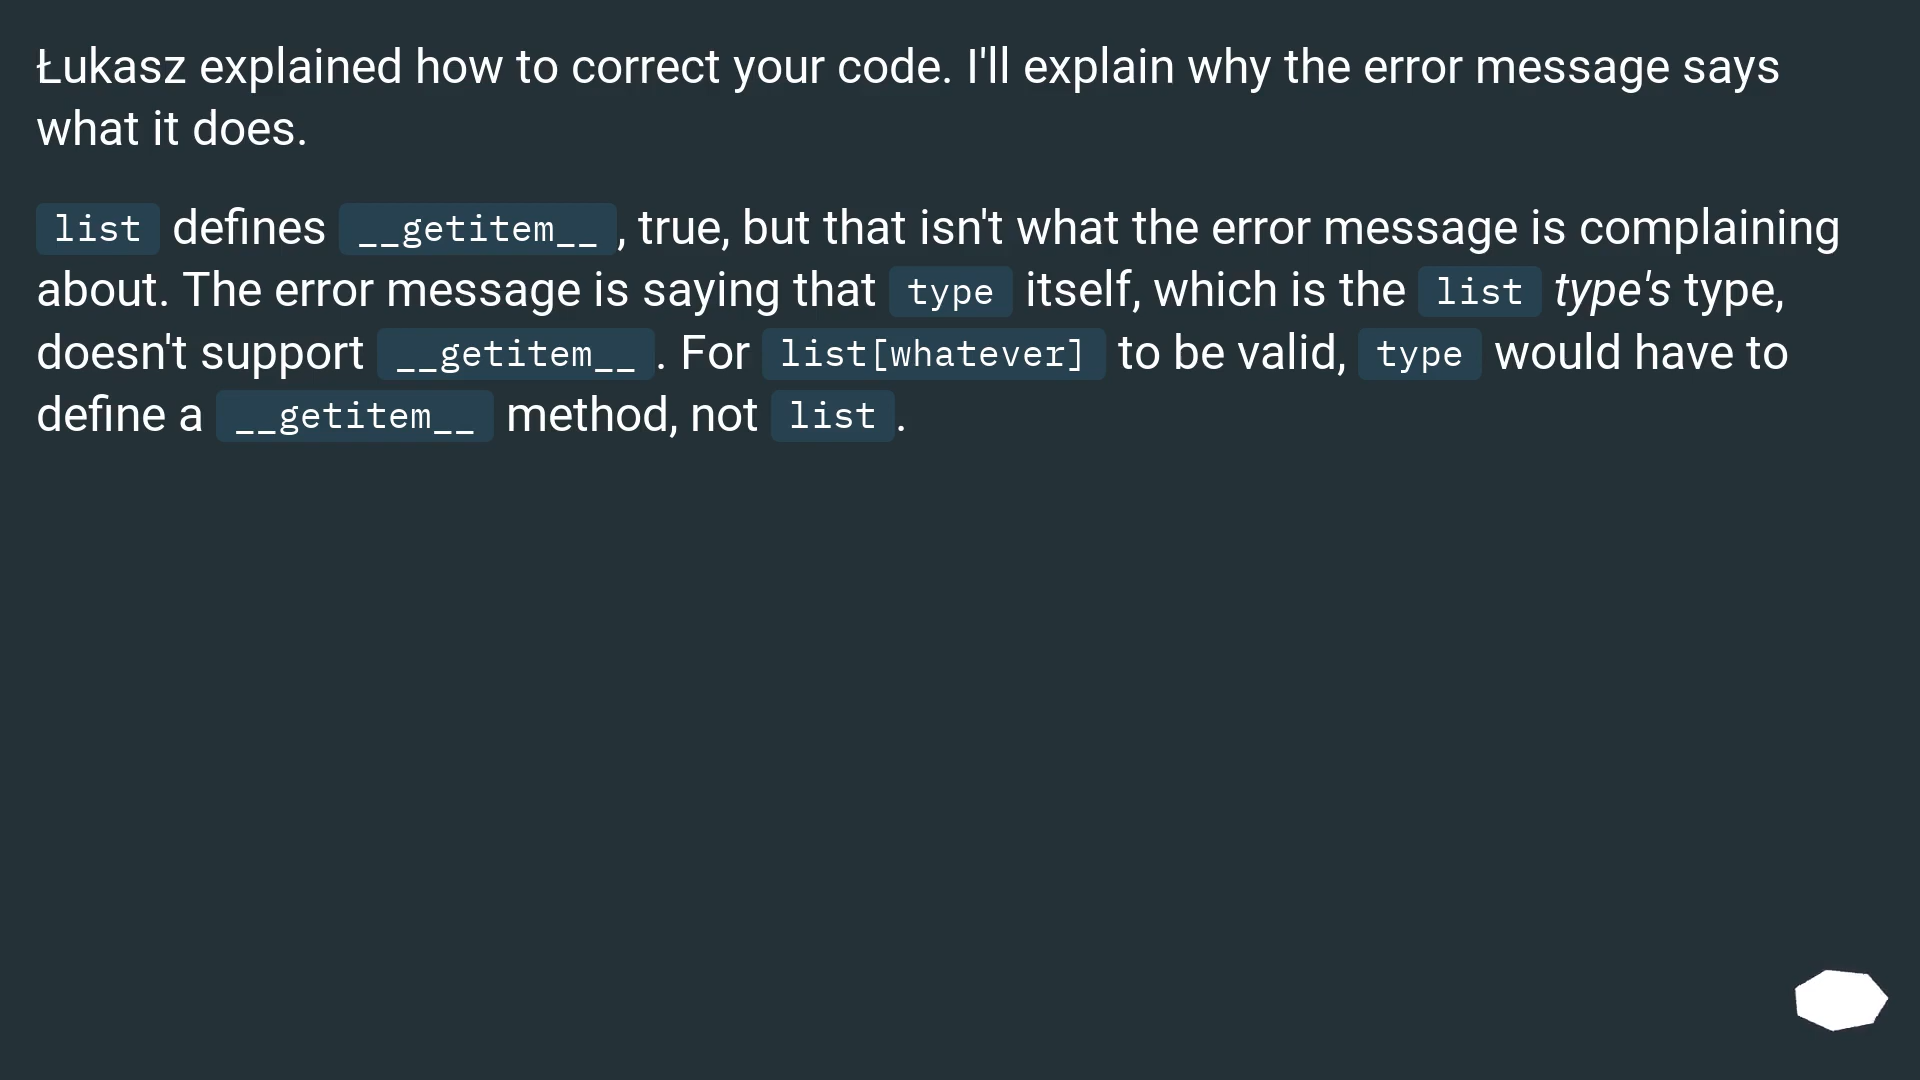 Łukasz explained how to correct your code. I'll explain why the error message says
what it does.
list defines __getitem__, true, but that isn't what the error message is complaining
about. The error message is saying that type itself, which is the list type's type,
doesn't support __getitem__. For list[whatever] to be valid, type would have to
define a __getitem__ method, not list.